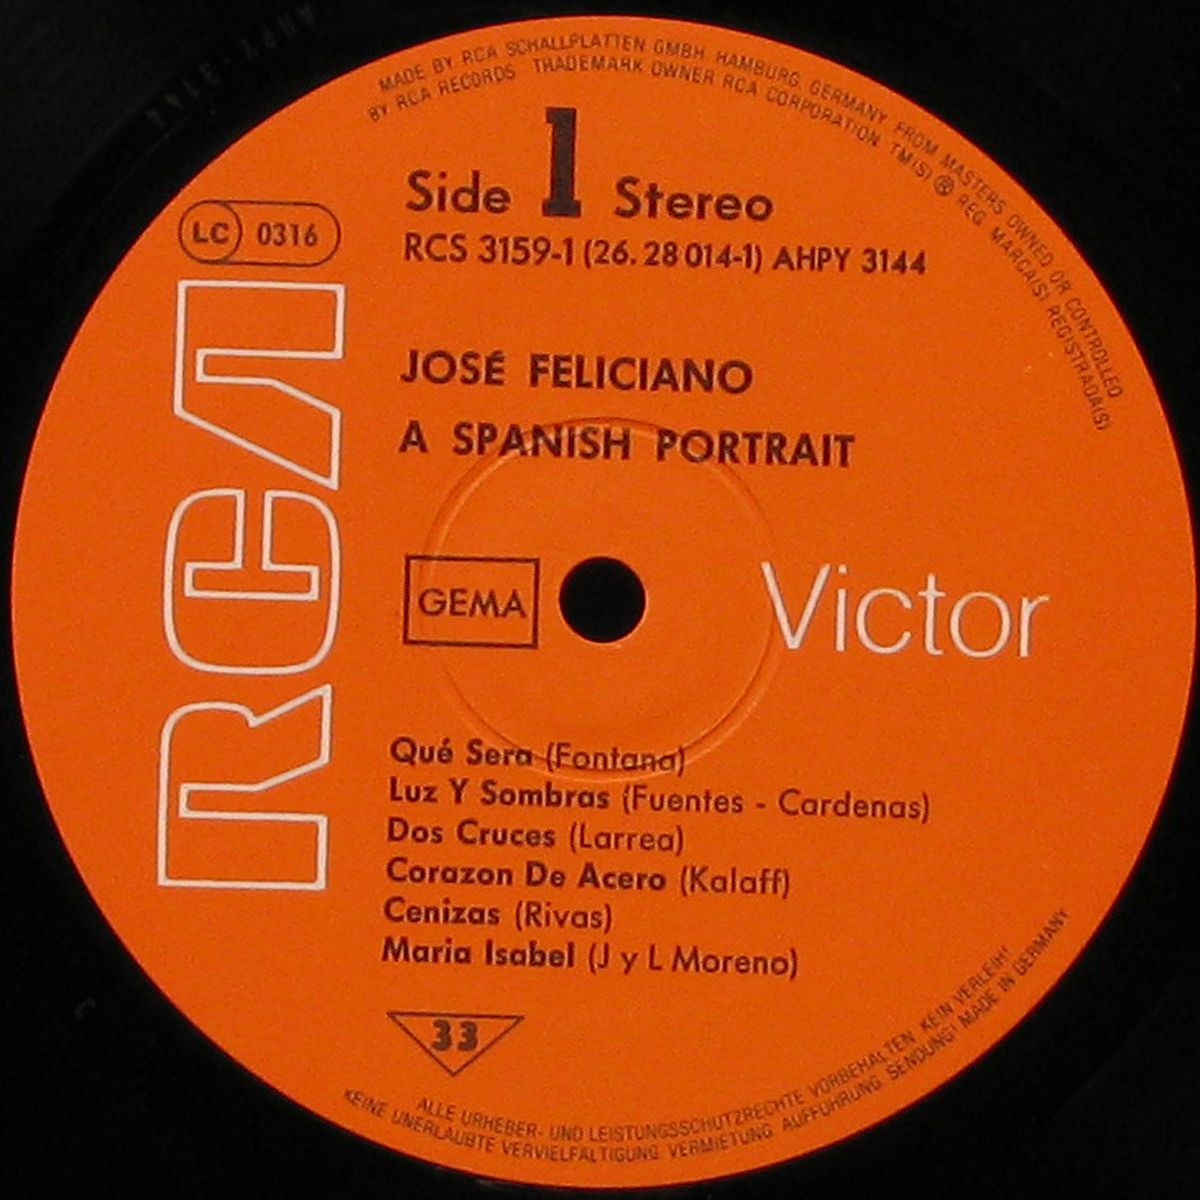 MADE BY RCA SCHALLPLATTEN GMBH HAMBURG, GERMANY FROM MASTERS OWNED OR CONTROLLED
BY RCA RECORDS TRADEMARK OWNER RCA CORPORATION TM(S) ® REG MARCA(S) REGISTRADA(S)
Side 1 Stereo
LC 0316
RCS 3159-1 (26.28 014-1) AHPY 3144
JOSÉ FELICIANO
A SPANISH PORTRAIT
RCA
GEMA
Victor
Qué Sera (Fontana)
Luz Y Sombras (Fuentes - Cardenas)
Dos Cruces (Larrea)
Corazon De Acero (Kalaff)
Cenizas (Rivas)
Maria Isabel (J y L Moreno)
33
ALLE URHEBER- UND LEISTUNGSSCHUTZRECHTE VORBEHALTEN. KEIN VERLEIH!
KEINE UNERLAUBTE VERVIELFÄLTIGUNG, VERMIETUNG, AUFFÜHRUNG, SENDUNG! MADE IN GERMANY